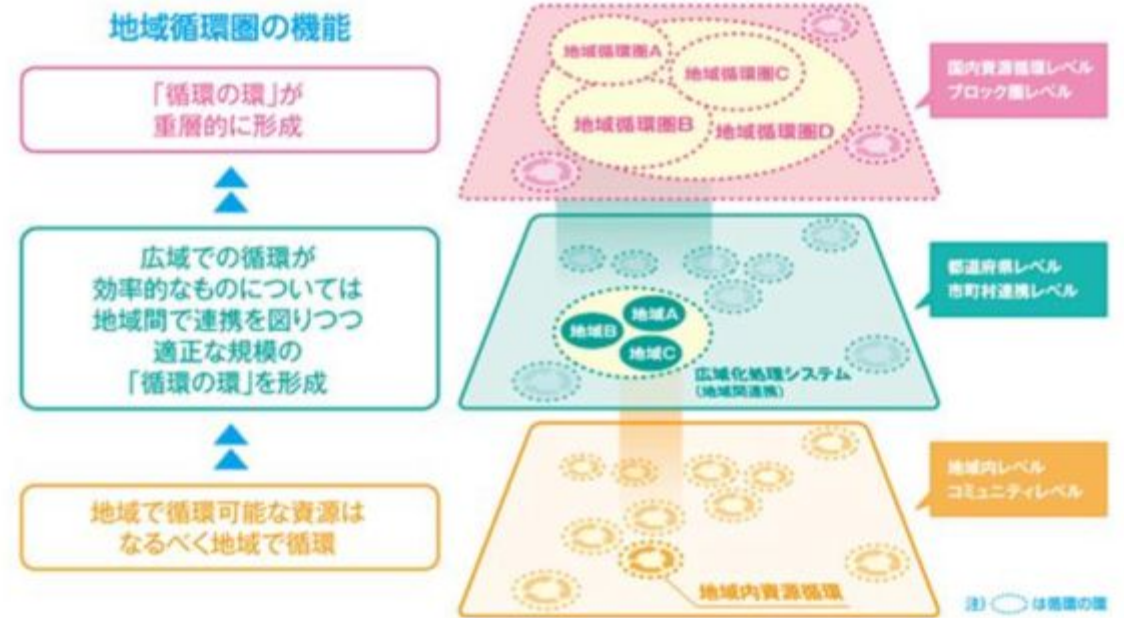 地域循環圏の機能
「循環の環」が
重層的に形成
広域での循環が
効率的なものについては
地域間で連携を図りつつ
適正な規模の
「循環の環」を形成
地域で循環可能な資源は
なるべく地域で循環
地域循環圏A
地域循環圏C
地域循環圏B
地域循環圏D
国内資源循環レベル
ブロック圏レベル
地域A
地域B
地域C
広域化処理システム
(地域間連携)
都道府県レベル
市町村連携レベル
地域内資源循環
地域内レベル
コミュニティレベル
注) は循環の環